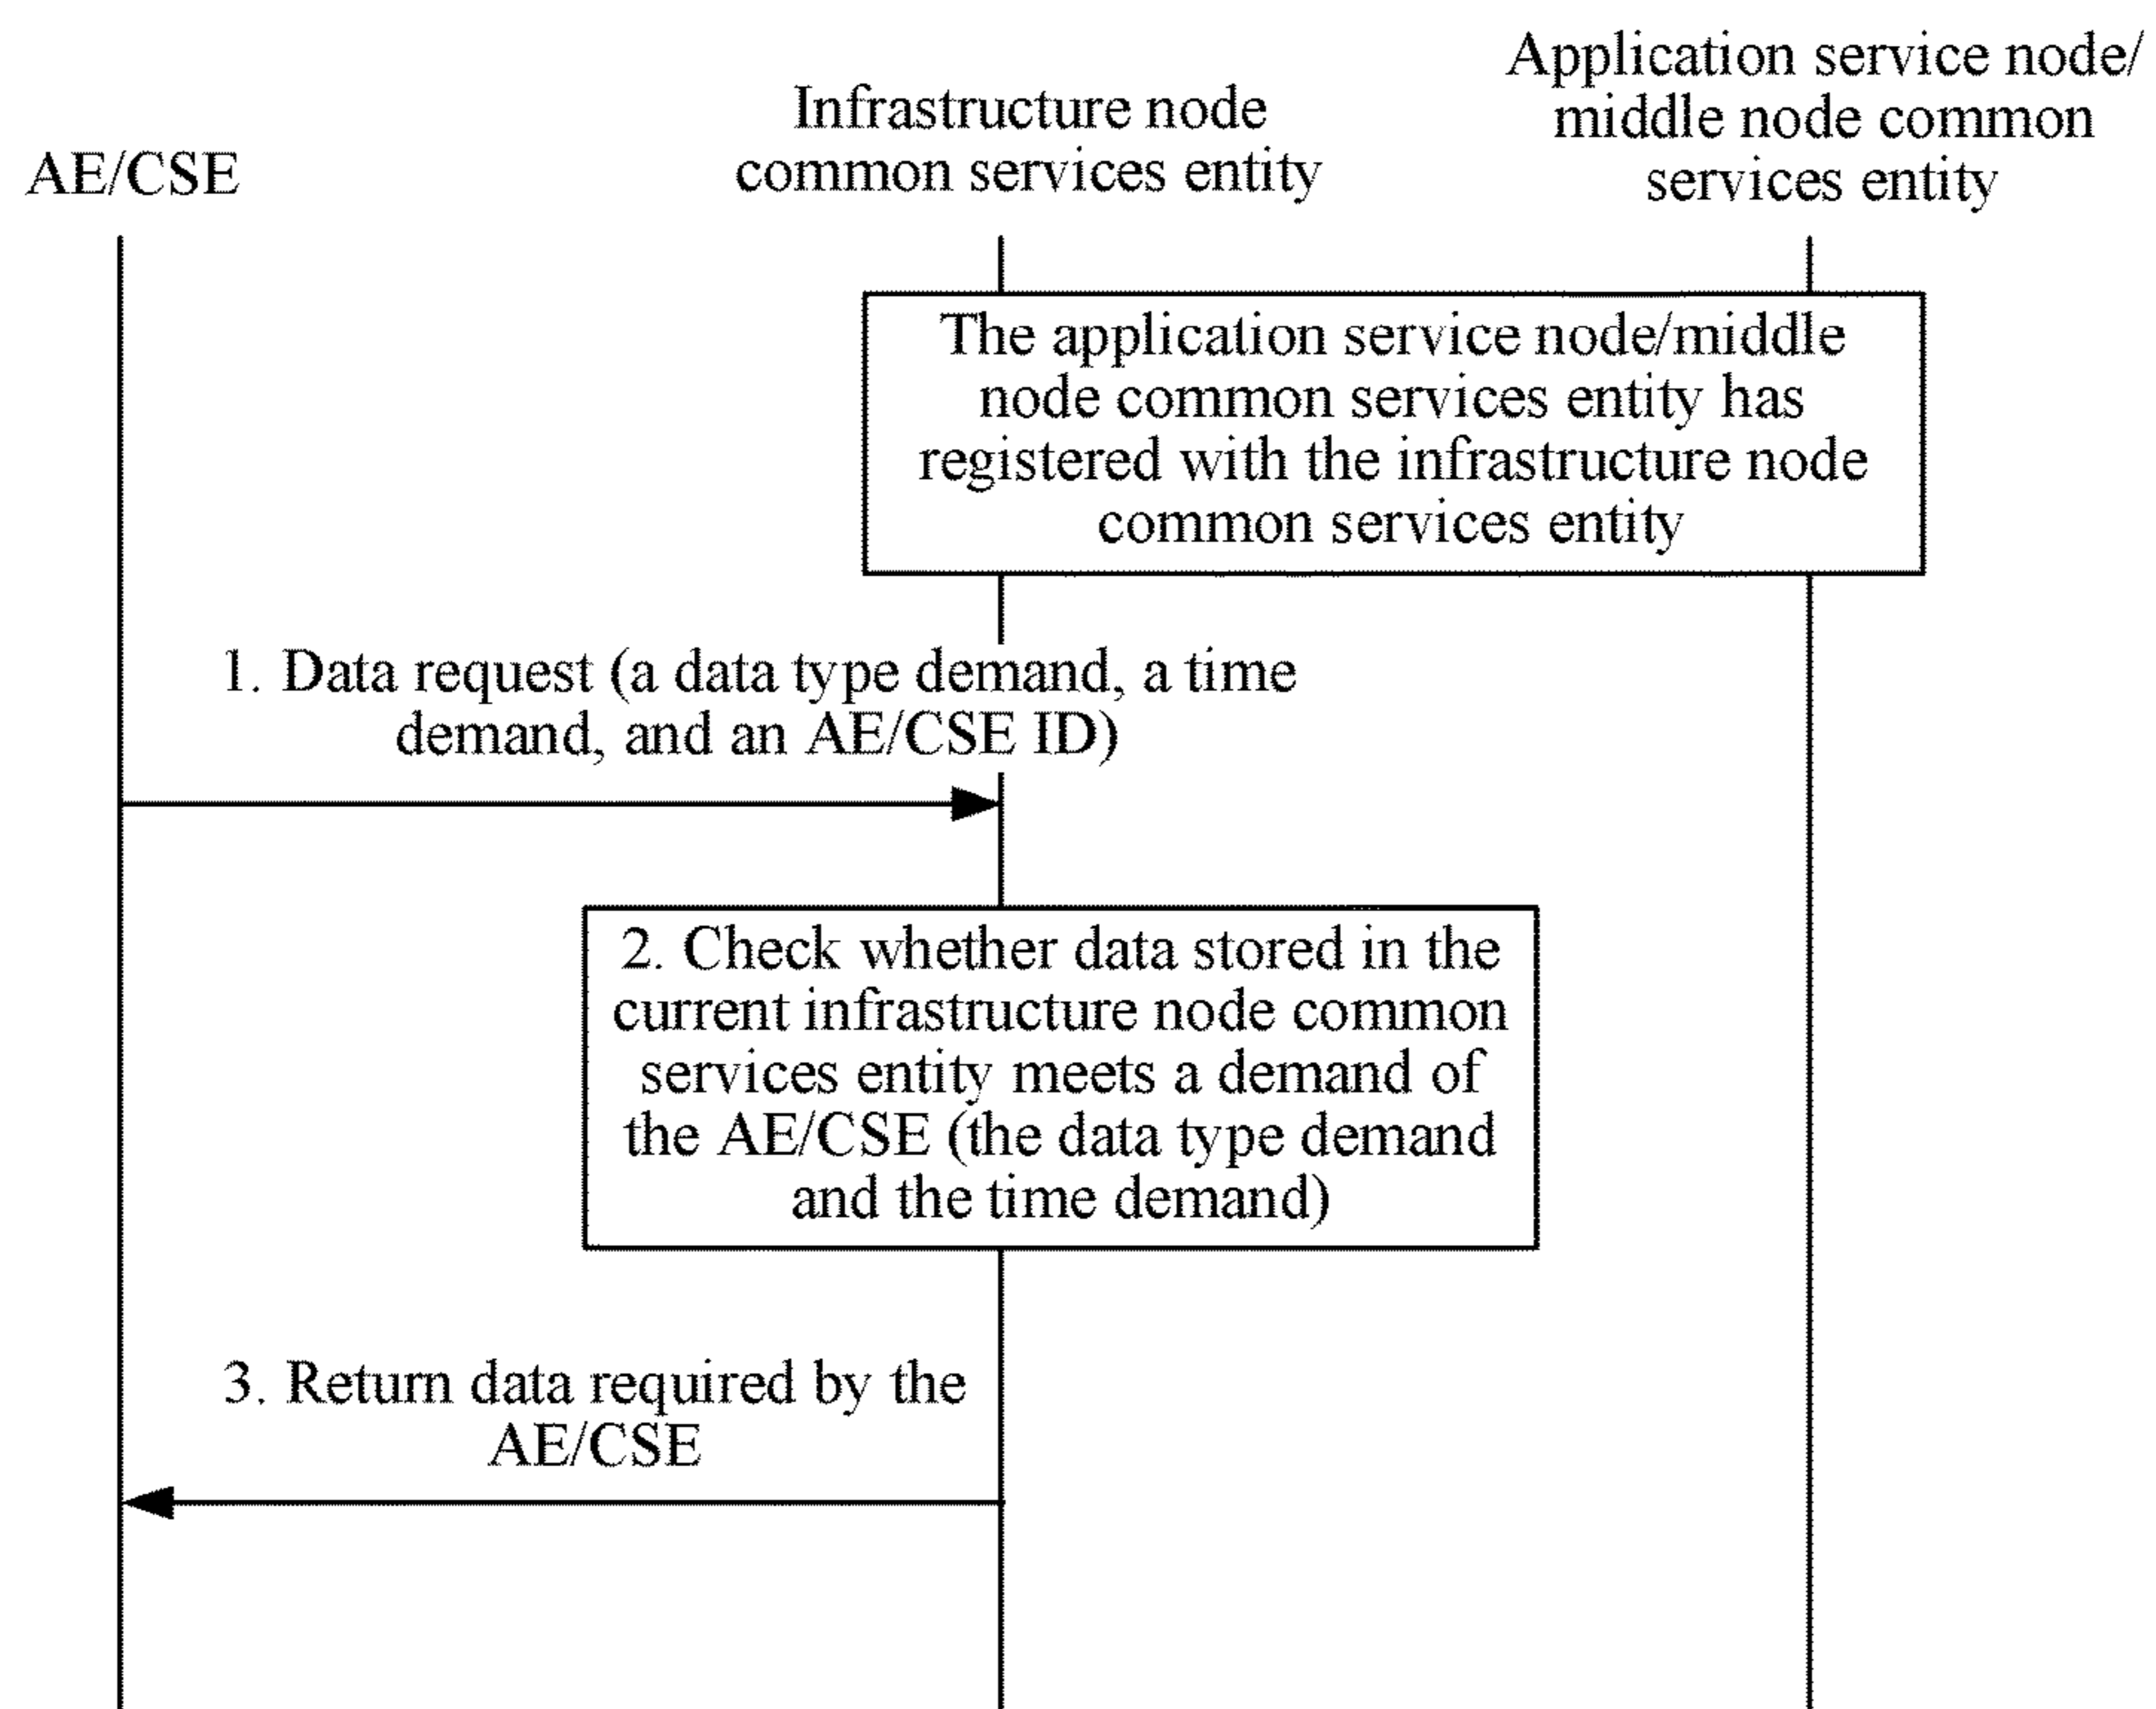 AE/CSE
Infrastructure node
common services entity
Application service node/
middle node common
services entity
The application service node/middle
node common services entity has
registered with the infrastructure node
common services entity
1. Data request (a data type demand, a time
demand, and an AE/CSE ID)
2. Check whether data stored in the
current infrastructure node common
services entity meets a demand of
the AE/CSE (the data type demand
and the time demand)
3. Return data required by the
AE/CSE